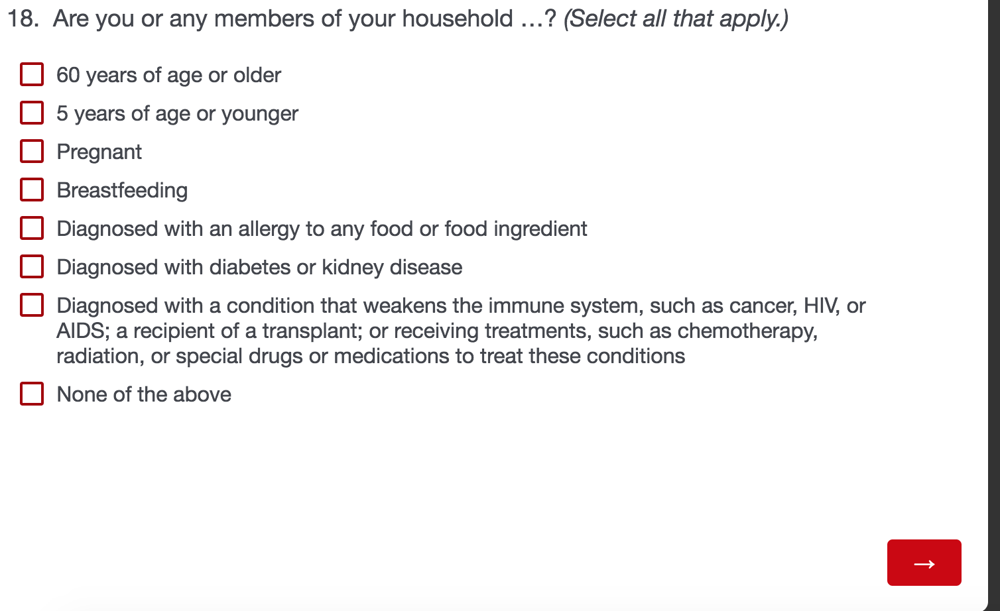 18. Are you or any members of your household …? (Select all that apply.)
60 years of age or older
5 years of age or younger
Pregnant
Breastfeeding
Diagnosed with an allergy to any food or food ingredient
Diagnosed with diabetes or kidney disease
Diagnosed with a condition that weakens the immune system, such as cancer, HIV, or
AIDS; a recipient of a transplant; or receiving treatments, such as chemotherapy,
radiation, or special drugs or medications to treat these conditions
None of the above
→